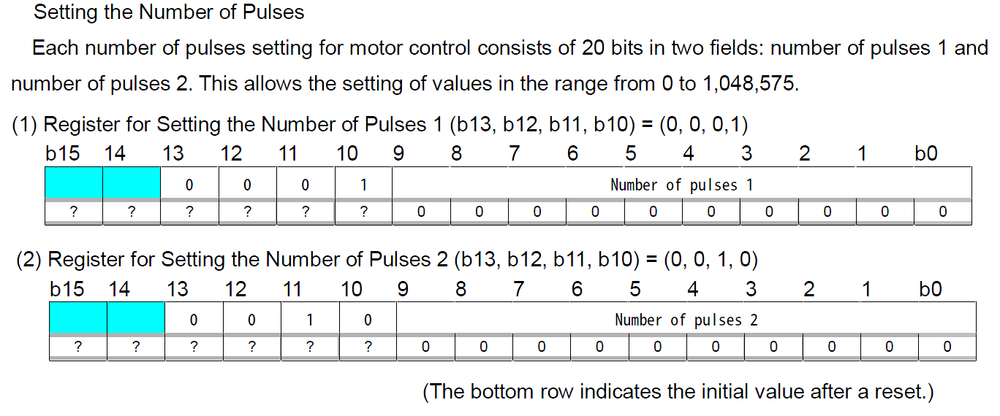 Setting the Number of Pulses
Each number of pulses setting for motor control consists of 20 bits in two fields: number of pulses 1 and
number of pulses 2. This allows the setting of values in the range from 0 to 1,048,575.
(1) Register for Setting the Number of Pulses 1 (b13, b12, b11, b10) = (0, 0, 0,1)
b15 14 13 12 11 10 9 8 7 6 5 4 3 2 1 b0
0 0 0 1 Number of pulses 1
? ? ? ? ? ? 0 0 0 0 0 0 0 0 0 0
(2) Register for Setting the Number of Pulses 2 (b13, b12, b11, b10) = (0, 0, 1, 0)
b15 14 13 12 11 10 9 8 7 6 5 4 3 2 1 b0
0 0 1 0 Number of pulses 2
? ? ? ? ? ? 0 0 0 0 0 0 0 0 0 0
(The bottom row indicates the initial value after a reset.)